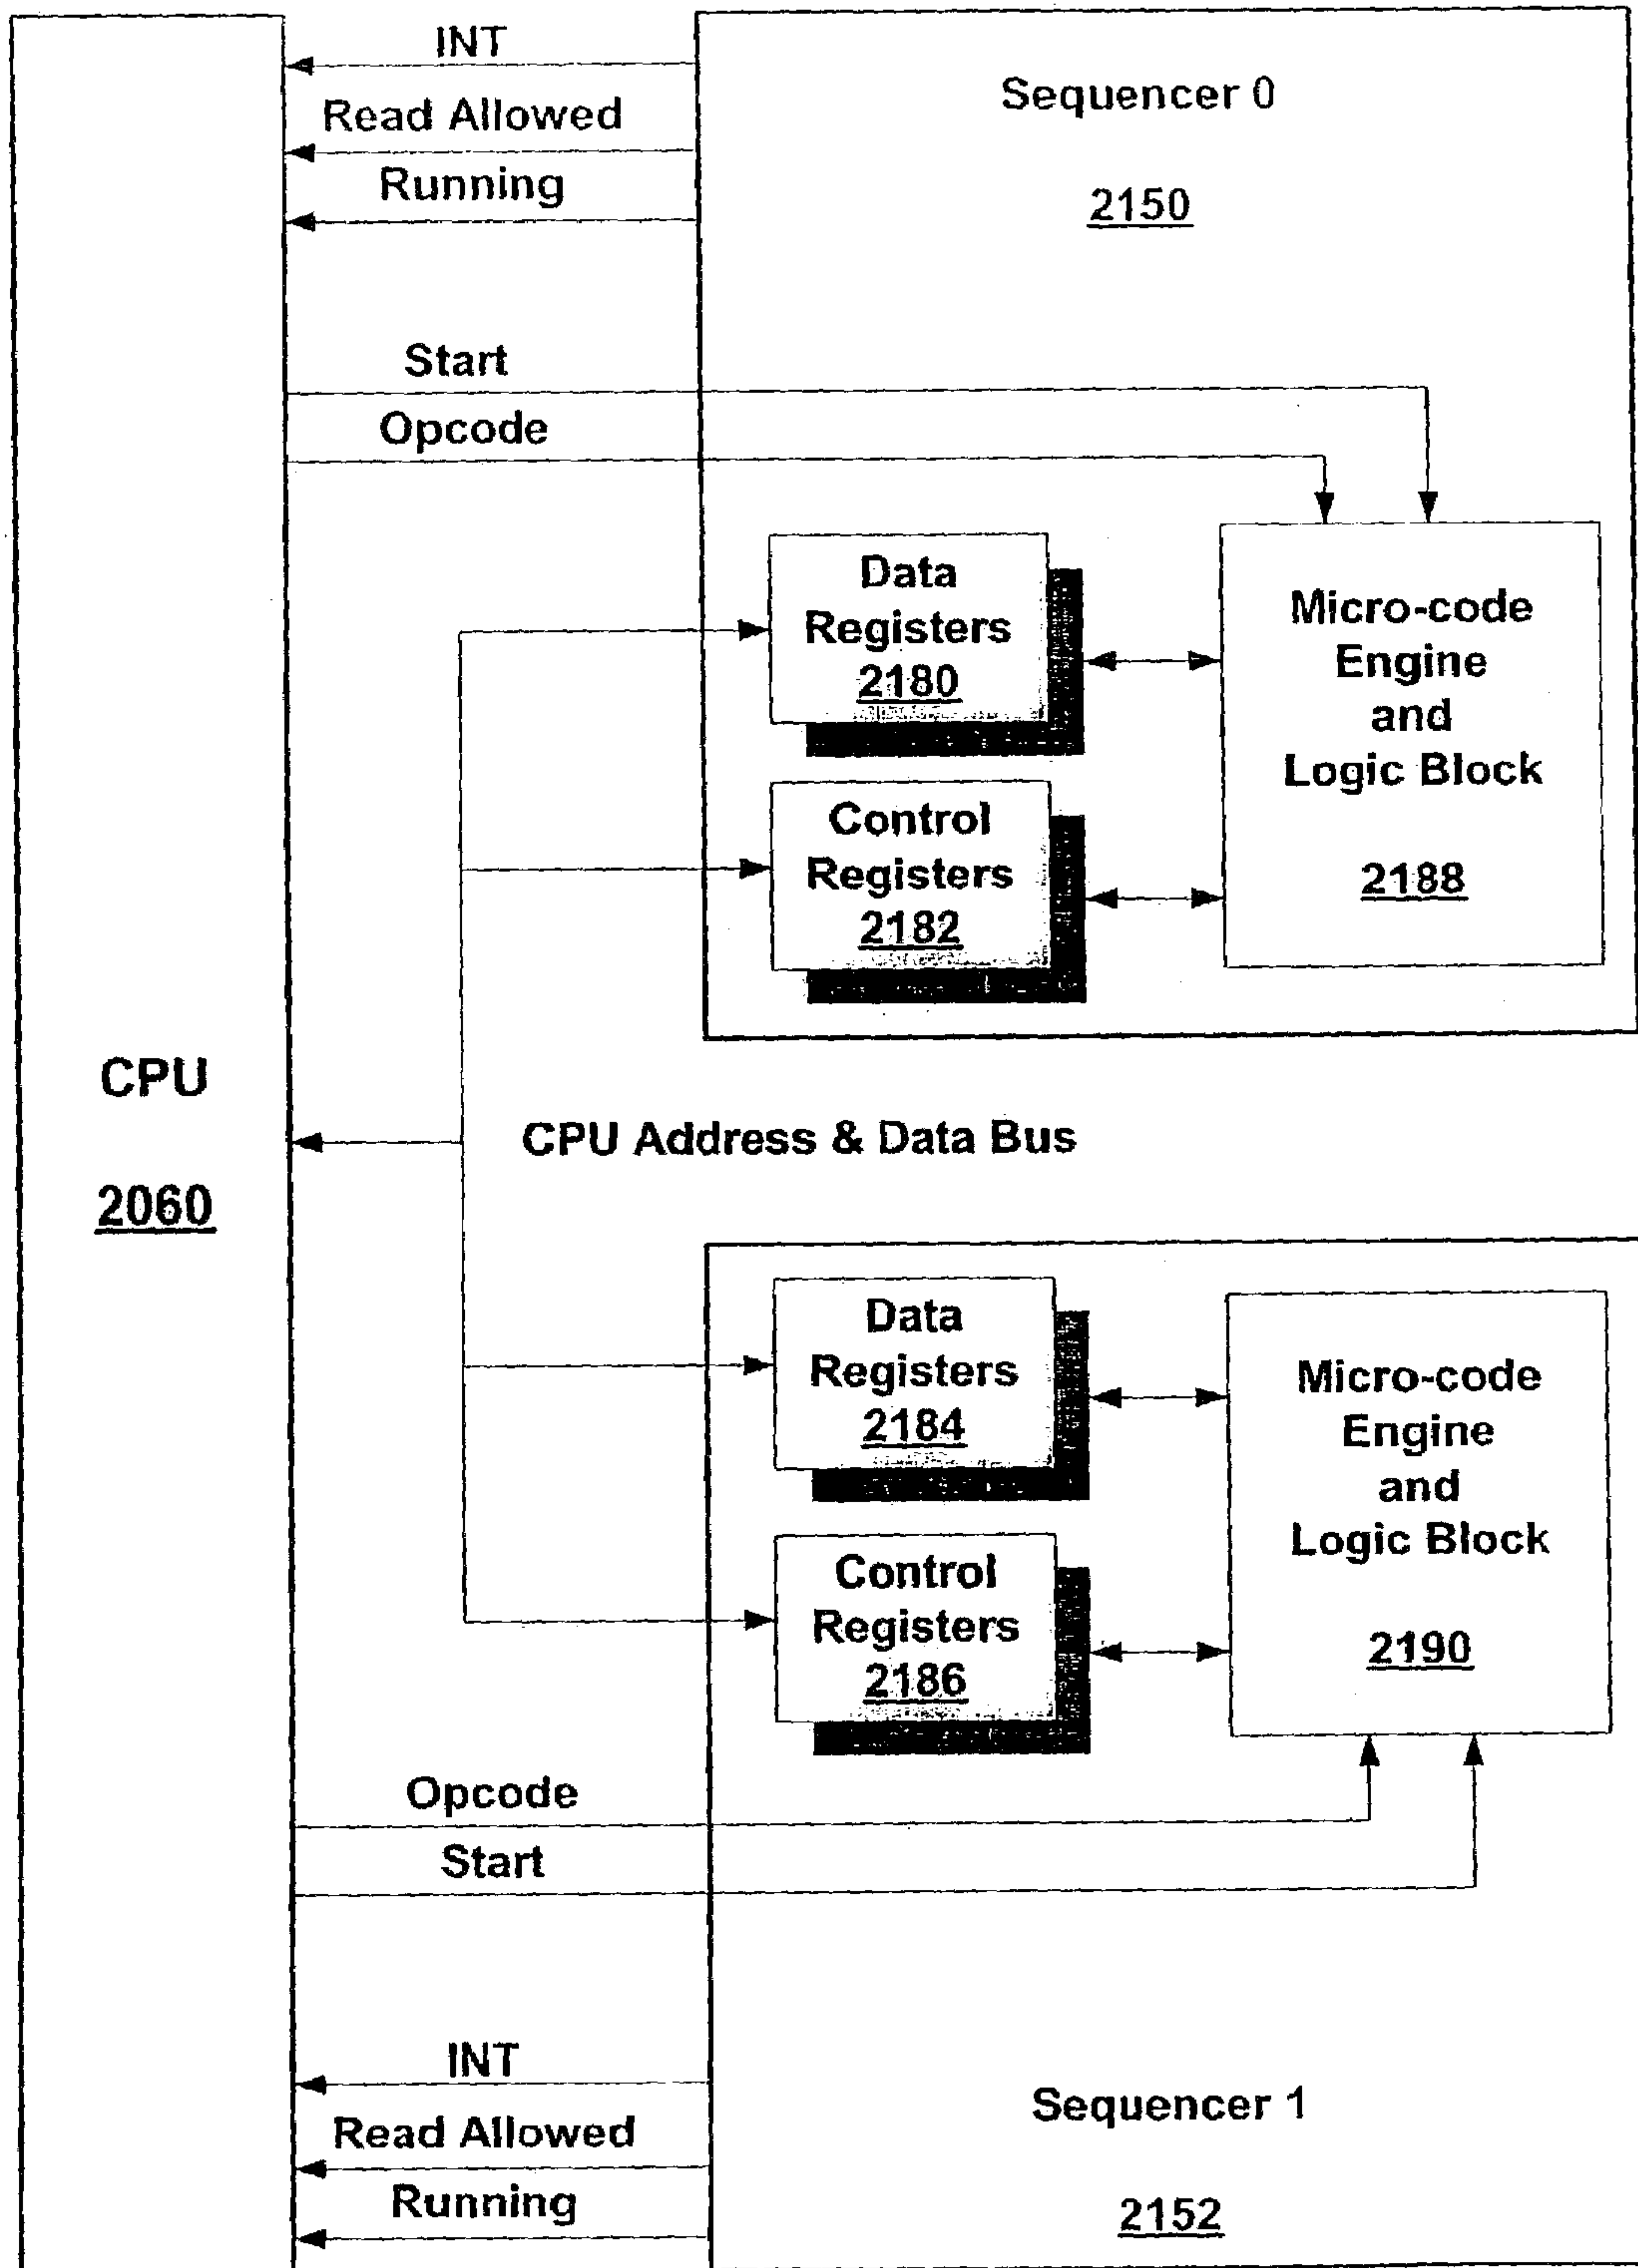 INT
Read Allowed
Running
Sequencer 0
2150
Start
Opcode
Data
Registers
2180
Control
Registers
2182
Micro-code
Engine
and
Logic Block
2188
CPU
2060
CPU Address & Data Bus
Data
Registers
2184
Control
Registers
2186
Micro-code
Engine
and
Logic Block
2190
Opcode
Start
INT
Read Allowed
Running
Sequencer 1
2152